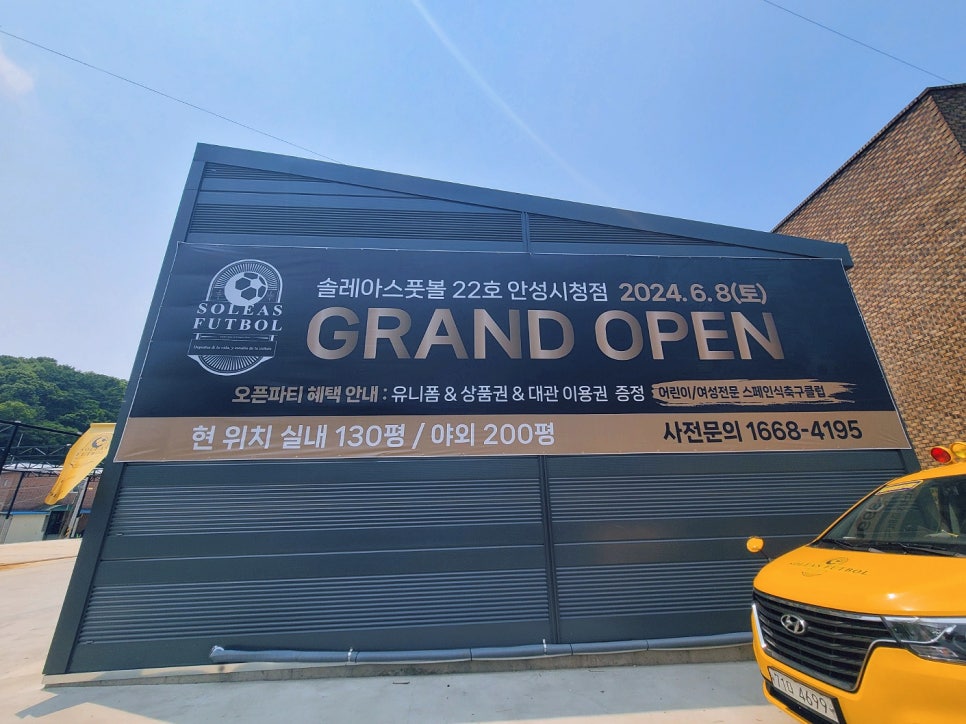 SOLEAS
FUTBOL
솔레아스풋볼 22호 안성시청점 2024. 6. 8(토)
GRAND OPEN
오픈파티 혜택 안내 : 유니폼 & 상품권 & 대관 이용권 증정
어린이/여성전문 스페인식축구클럽
현 위치 실내 130평 / 야외 200평
사전문의 1668-4195
SOLEAS FUTBOL
4699